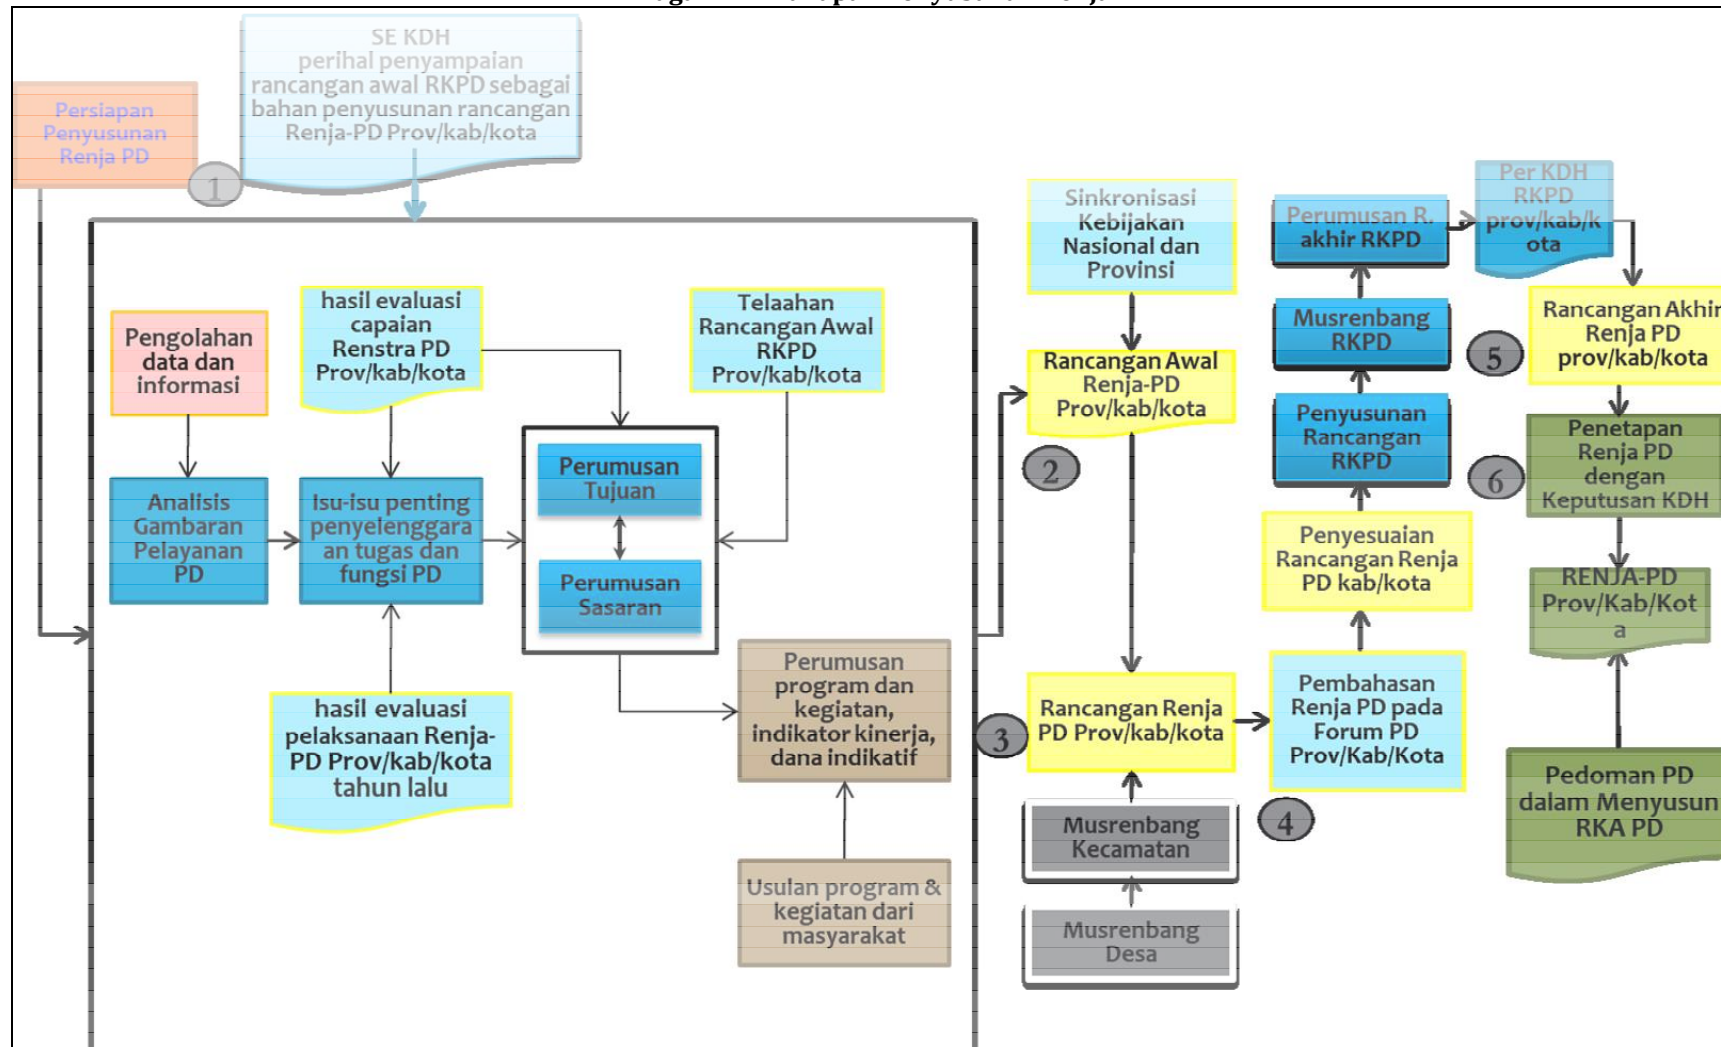 SE KDH
perihal penyampaian
rancangan awal RKPD sebagai
bahan penyusunan rancangan
Renja-PD Prov/kab/kota
Persiapan
Penyusunan
Renja PD
1
Pengolahan
data dan
informasi
hasil evaluasi
capaian
Renstra PD
Prov/kab/kota
Telaahan
Rancangan Awal
RKPD
Prov/kab/kota
Analisis
Gambaran
Pelayanan
PD
Isu-isu penting
penyelenggara
an tugas dan
fungsi PD
Perumusan
Tujuan
Perumusan
Sasaran
hasil evaluasi
pelaksanaan Renja-
PD Prov/kab/kota
tahun lalu
Perumusan
program dan
kegiatan,
indikator kinerja,
dana indikatif
Usulan program &
kegiatan dari
masyarakat
Sinkronisasi
Kebijakan
Nasional dan
Provinsi
Rancangan Awal
Renja-PD
Prov/kab/kota
2
3
Rancangan Renja
PD Prov/kab/kota
Musrenbang
Kecamatan
Musrenbang
Desa
4
Pembahasan
Renja PD pada
Forum PD
Prov/Kab/Kota
Penyesuaian
Rancangan Renja
PD kab/kota
Penyusunan
Rancangan
RKPD
Musrenbang
RKPD
Perumusan R.
akhir RKPD
Per KDH
RKPD
prov/kab/k
ota
5
Rancangan Akhir
Renja PD
prov/kab/kota
6
Penetapan
Renja PD
dengan
Keputusan KDH
RENJA-PD
Prov/Kab/Kot
a
Pedoman PD
dalam Menyusun
RKA PD